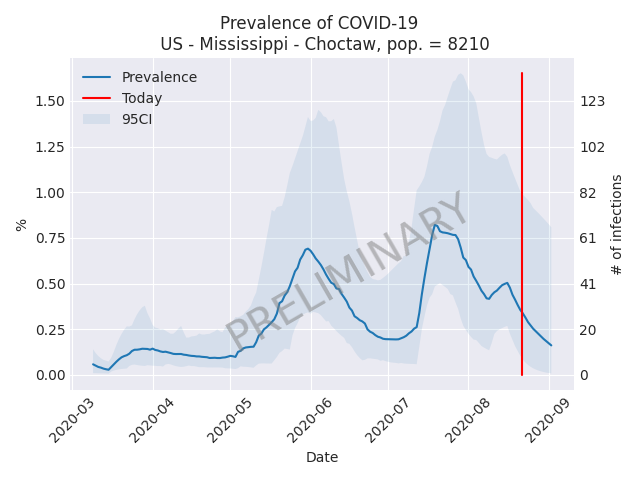 Prevalence of COVID-19
US - Mississippi - Choctaw, pop. = 8210
Prevalence
Today
95CI
PRELIMINARY
%
1.50
1.25
1.00
0.75
0.50
0.25
0.00
123
102
82
61
41
20
0
# of infections
2020-03
2020-04
2020-05
2020-06
2020-07
2020-08
2020-09
Date